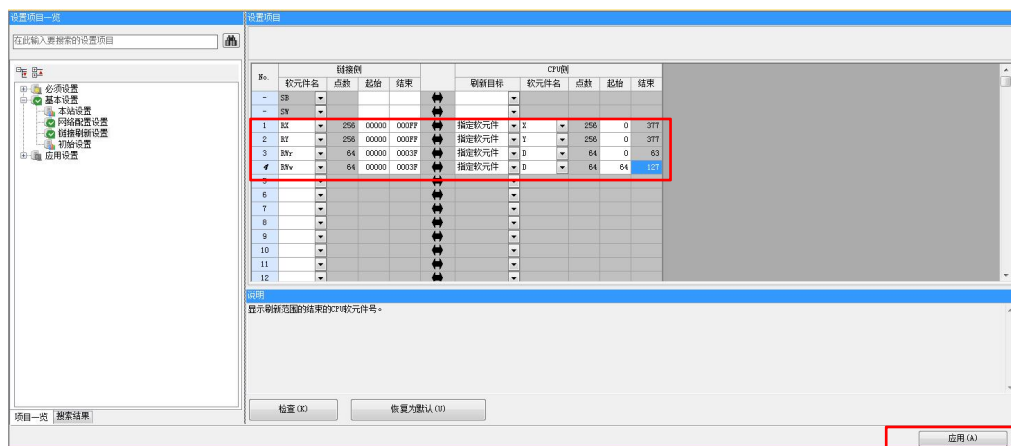 设置项目一览
在此输入要搜索的设置项目
必须设置
基本设置
本站设置
网络配置设置
链接刷新设置
初始设置
应用设置
项目一览 搜索结果
设置项目
No. 链接侧 CPU侧
软元件名 点数 起始 结束 刷新目标 软元件名 点数 起始 结束
- SB
- SW
1 RX 256 00000 000FF 指定软元件 X 256 0 377
2 RY 256 00000 000FF 指定软元件 Y 256 0 377
3 RWr 64 00000 0003F 指定软元件 D 64 0 63
4 RWw 64 00000 0003F 指定软元件 D 64 64 127
5
6
7
8
9
10
11
12
说明
显示刷新范围的结束的CPU软元件号。
检查(K) 恢复为默认(U)
应用(A)